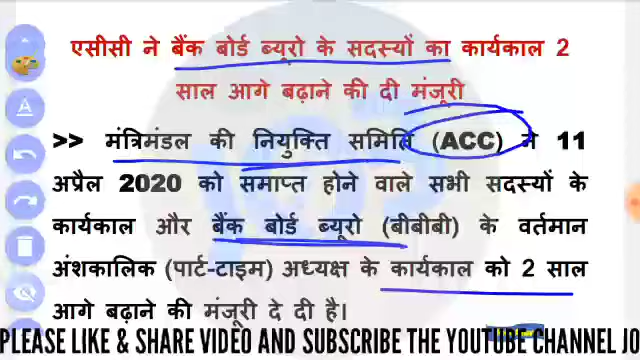 एसीसी ने बैंक बोर्ड ब्यूरो के सदस्यों का कार्यकाल 2
साल आगे बढ़ाने की दी मंजूरी
>> मंत्रिमंडल की नियुक्ति समिति (ACC) ने 11
अप्रैल 2020 को समाप्त होने वाले सभी सदस्यों के
कार्यकाल और बैंक बोर्ड ब्यूरो (बीबीबी) के वर्तमान
अंशकालिक (पार्ट-टाइम) अध्यक्ष के कार्यकाल को 2 साल
आगे बढ़ाने की मंजूरी दे दी है।
PLEASE LIKE & SHARE VIDEO AND SUBSCRIBE THE YOUTUBE CHANNEL JO